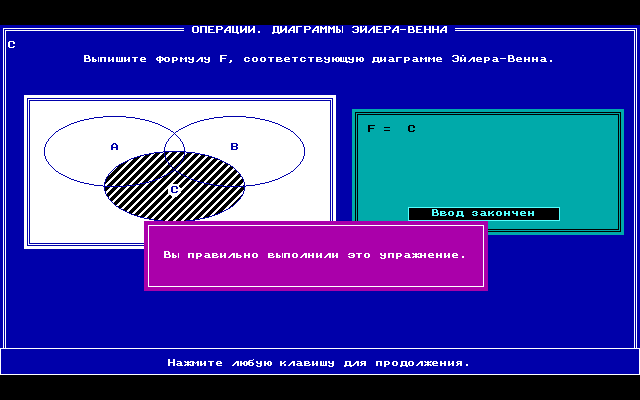 ОПЕРАЦИИ. ДИАГРАММЫ ЭЙЛЕРА-ВЕННА
C
Выпишите формулу F, соответствующую диаграмме Эйлера-Венна.
A
B
C
F = C
Ввод закончен
Вы правильно выполнили это упражнение.
Нажмите любую клавишу для продолжения.